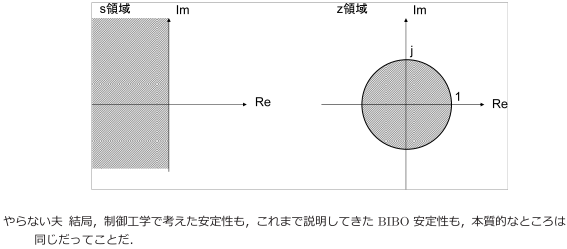 s領域
Im
Re
z領域
Im
j
1
Re
やらない夫 結局，制御工学で考えた安定性も，これまで説明してきた BIBO 安定性も，本質的なところは
同じだってことだ．